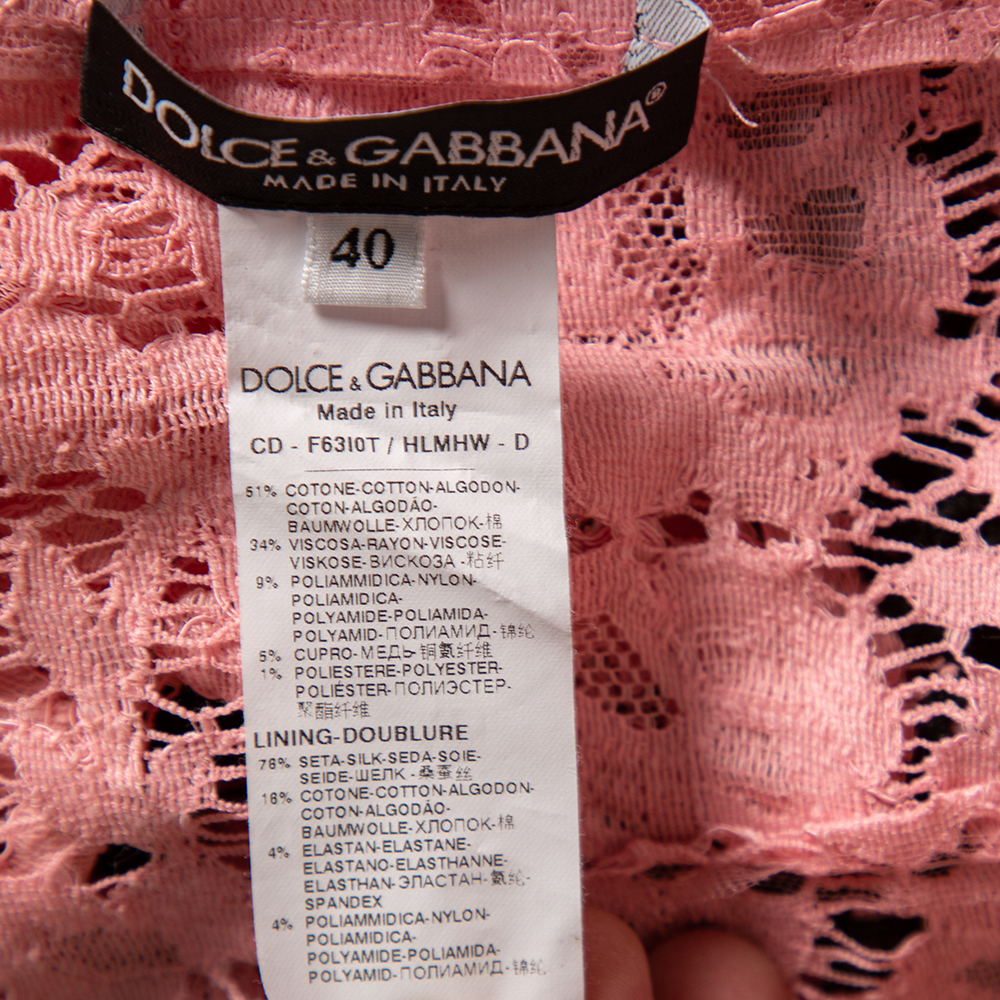 DOLCE & GABBANA®
MADE IN ITALY
40
DOLCE & GABBANA
Made in Italy
CD - F63I0T / HLMHW - D
51% COTONE-COTTON-ALGODON-
COTON-ALGODÃO-
BAUMWOLLE-ХЛОПОК-棉
34% VISCOSA-RAYON-VISCOSE-
VISKOSE-ВИСКОЗА -粘纤
9% POLIAMMIDICA-NYLON-
POLIAMIDICA-
POLYAMIDE-POLIAMIDA-
POLYAMID-ПОЛИАМИД-锦纶
5% CUPRO-МЕДЬ-铜氨纤维
1% POLIESTERE-POLYESTER-
POLIÉSTER-ПОЛИЭСТЕР-
聚酯纤维
LINING-DOUBLURE
76% SETA-SILK-SEDA-SOIE-
SEIDE-ШЕЛК -桑蚕丝
16% COTONE-COTTON-ALGODON-
COTON-ALGODÃO-
BAUMWOLLE-ХЛОПОК-棉
4% ELASTAN-ELASTANE-
ELASTANO-ELASTHANNE-
ELASTHAN-ЭЛАСТАН-氨纶-
SPANDEX
4% POLIAMMIDICA-NYLON-
POLIAMIDICA-
POLYAMIDE-POLIAMIDA-
POLYAMID-ПОЛИАМИД-锦纶